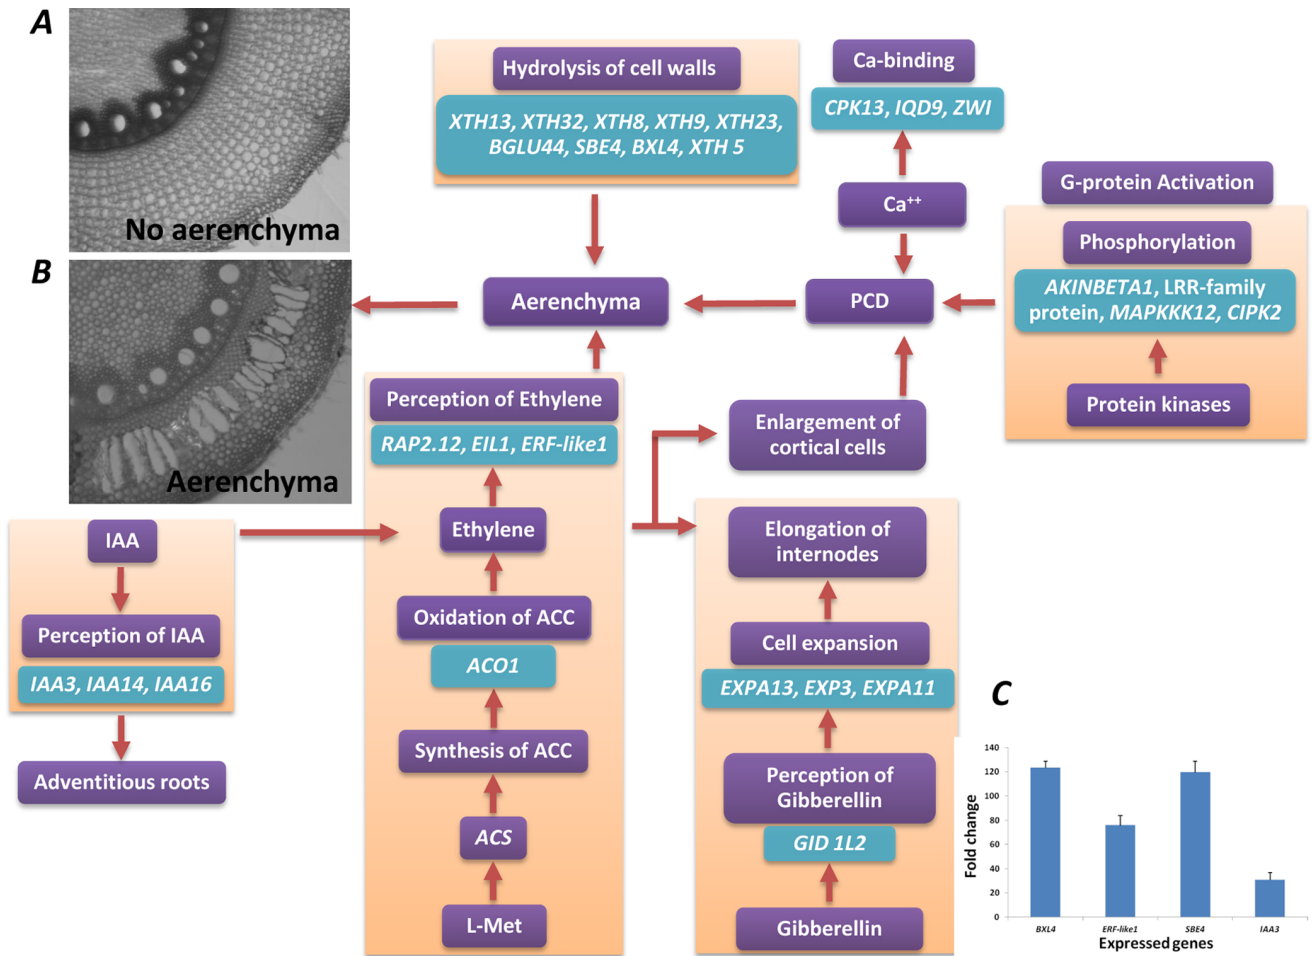 A
No aerenchyma
B
Aerenchyma
Hydrolysis of cell walls
XTH13, XTH32, XTH8, XTH9, XTH23,
BGLU44, SBE4, BXL4, XTH 5
Ca-binding
CPK13, IQD9, ZWI
Ca++
G-protein Activation
Phosphorylation
AKINBETA1, LRR-family
protein, MAPKKK12, CIPK2
Protein kinases
Aerenchyma
PCD
Perception of Ethylene
RAP2.12, EIL1, ERF-like1
Ethylene
Oxidation of ACC
ACO1
Synthesis of ACC
ACS
L-Met
Enlargement of
cortical cells
Elongation of
internodes
Cell expansion
EXPA13, EXP3, EXPA11
Perception of
Gibberellin
GID 1L2
Gibberellin
IAA
Perception of IAA
IAA3, IAA14, IAA16
Adventitious roots
C
Fold change
140
120
100
80
60
40
20
0
BXL4 ERF-like1 SBE4 IAA3
Expressed genes